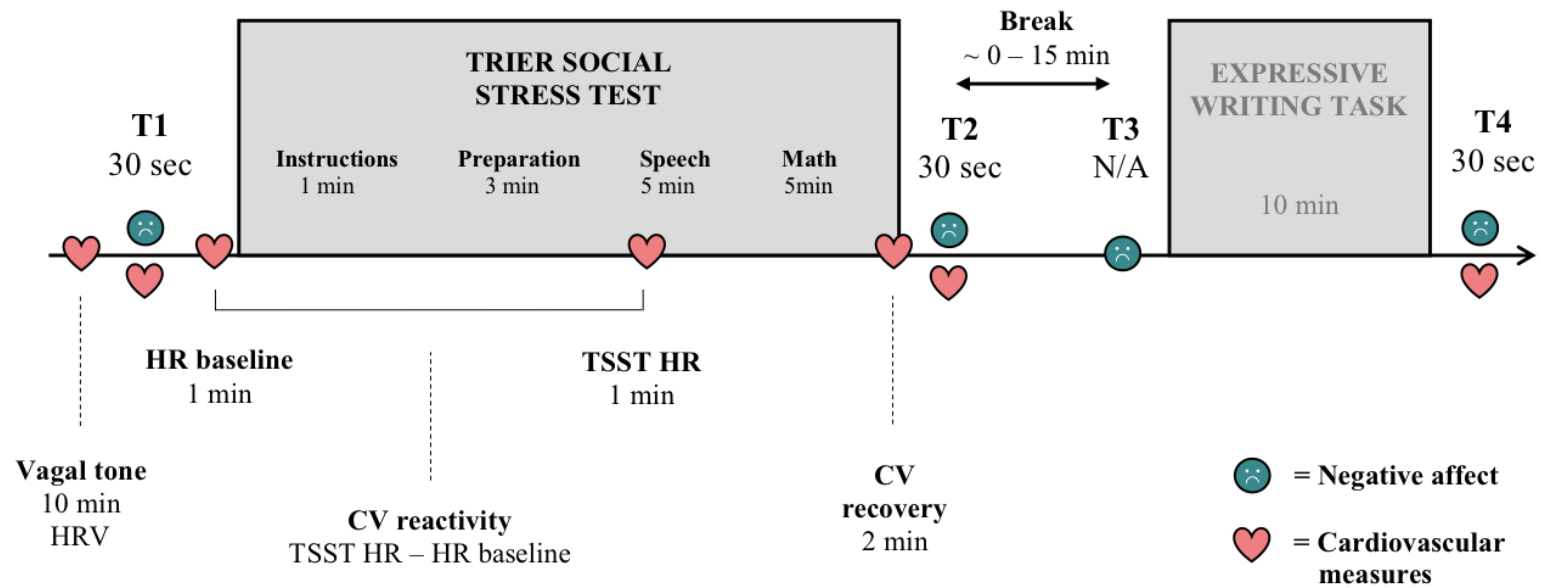 Break
~ 0 – 15 min
TRIER SOCIAL
STRESS TEST
EXPRESSIVE
WRITING TASK
T1
30 sec
Instructions
1 min
Preparation
3 min
Speech
5 min
Math
5min
T2
30 sec
T3
N/A
10 min
T4
30 sec
HR baseline
1 min
TSST HR
1 min
Vagal tone
10 min
HRV
CV reactivity
TSST HR – HR baseline
CV
recovery
2 min
= Negative affect
= Cardiovascular
measures